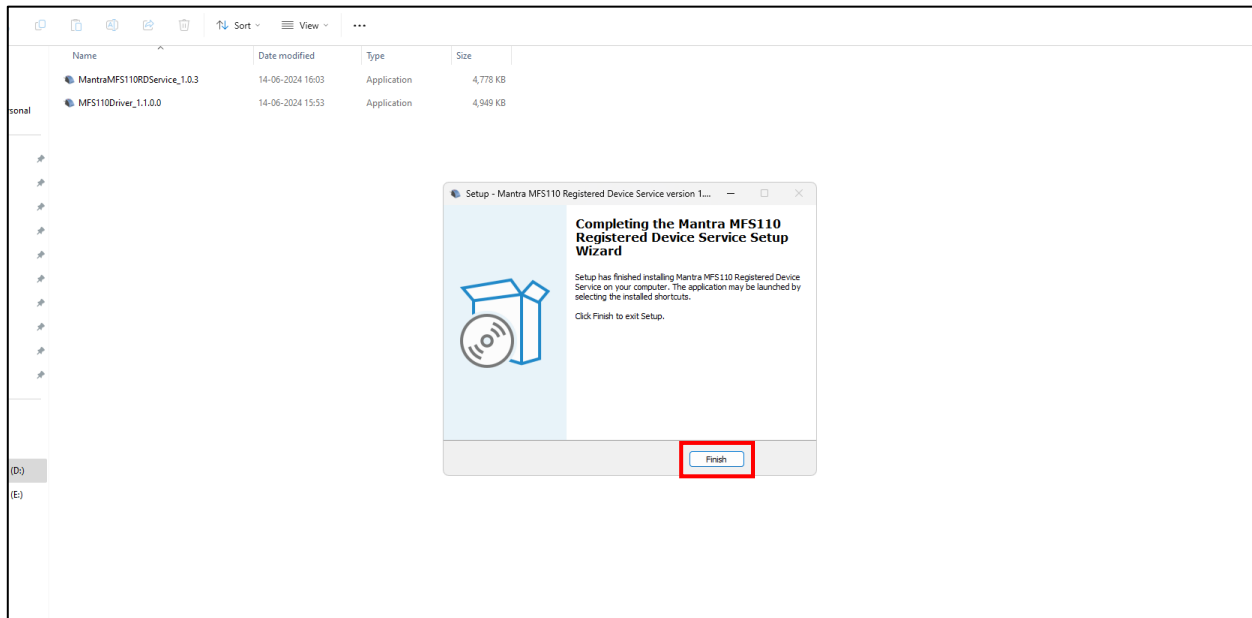 Sort
View
Name Date modified Type Size
MantraMFS110RDService_1.0.3 14-06-2024 16:03 Application 4,778 KB
MFS110Driver_1.1.0.0 14-06-2024 15:53 Application 4,949 KB
rsonal
(D:)
(E:)
Setup - Mantra MFS110 Registered Device Service version 1....
Completing the Mantra MFS110
Registered Device Service Setup
Wizard
Setup has finished installing Mantra MFS110 Registered Device
Service on your computer. The application may be launched by
selecting the installed shortcuts.
Click Finish to exit Setup.
Finish